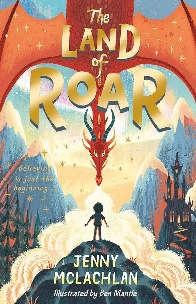 The
LAND
of
ROAR
believing
is just the
beginning...
JENNY
MCLACHLAN
Illustrated by Ben Mantle